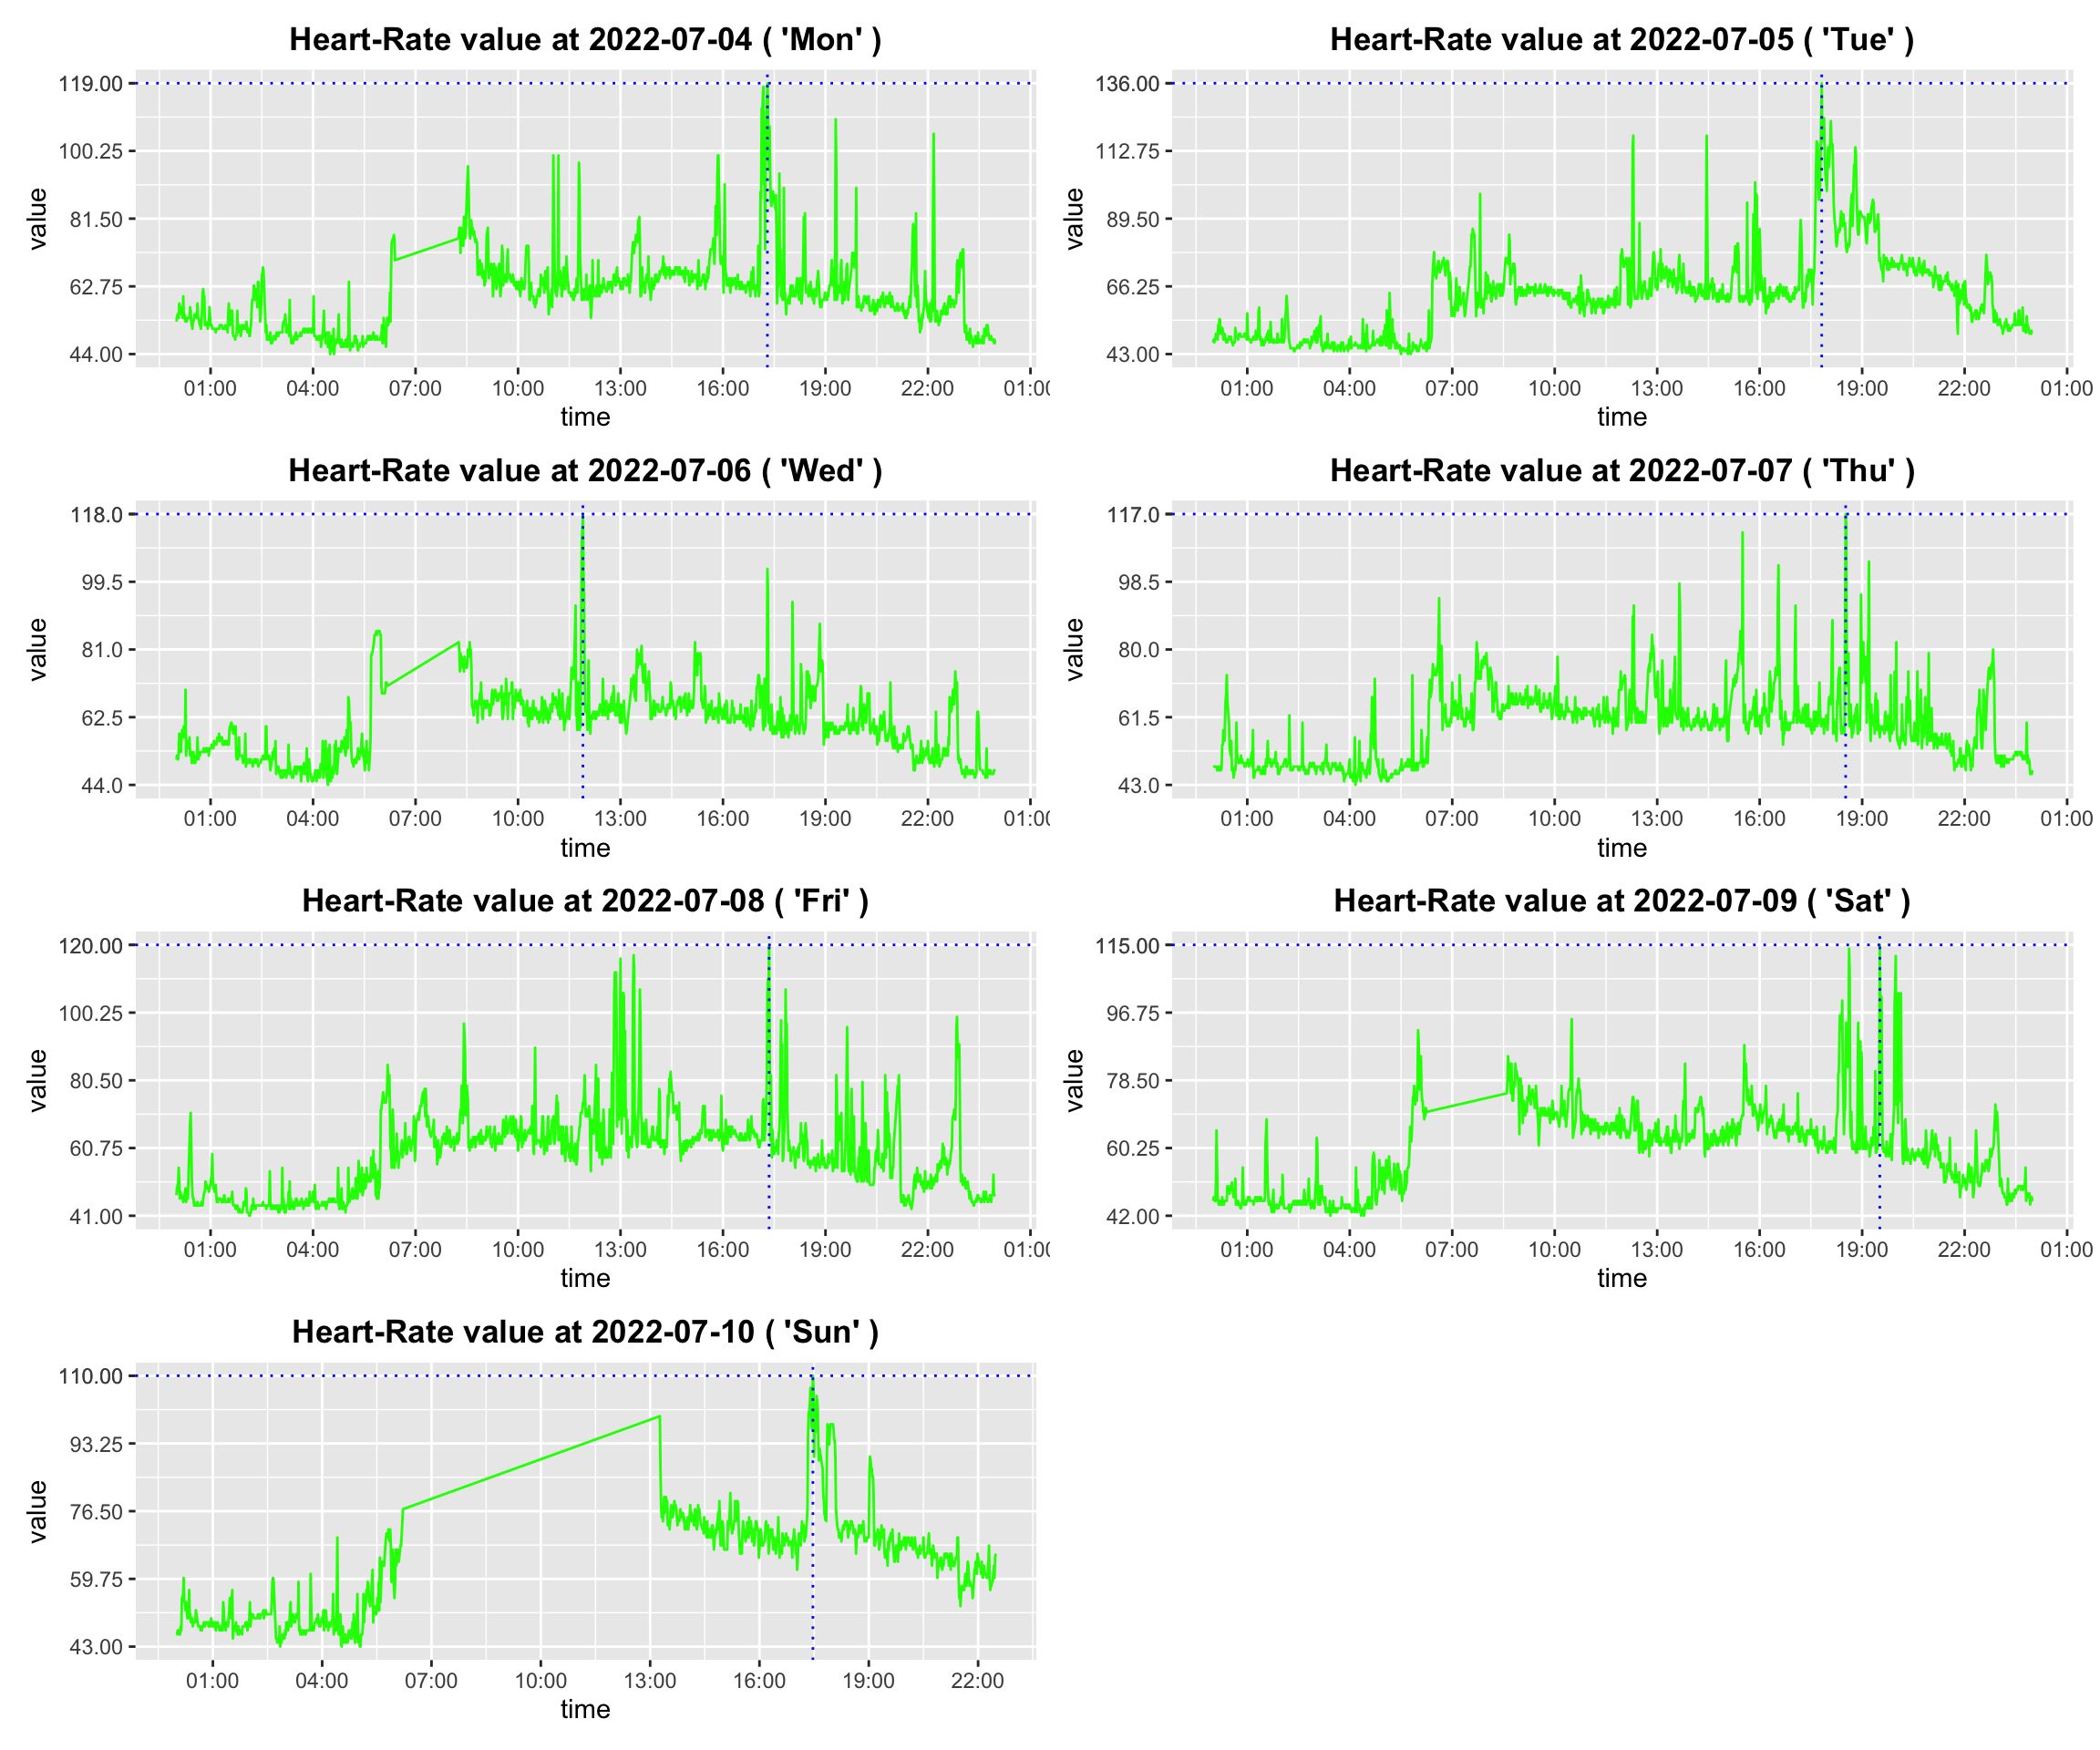 Heart-Rate value at 2022-07-04 ( 'Mon' )
value
119.00
100.25
81.50
62.75
44.00
01:00 04:00 07:00 10:00 13:00 16:00 19:00 22:00 01:00
time
Heart-Rate value at 2022-07-05 ( 'Tue' )
value
136.00
112.75
89.50
66.25
43.00
01:00 04:00 07:00 10:00 13:00 16:00 19:00 22:00 01:00
time
Heart-Rate value at 2022-07-06 ( 'Wed' )
value
118.0
99.5
81.0
62.5
44.0
01:00 04:00 07:00 10:00 13:00 16:00 19:00 22:00 01:00
time
Heart-Rate value at 2022-07-07 ( 'Thu' )
value
117.0
98.5
80.0
61.5
43.0
01:00 04:00 07:00 10:00 13:00 16:00 19:00 22:00 01:00
time
Heart-Rate value at 2022-07-08 ( 'Fri' )
value
120.00
100.25
80.50
60.75
41.00
01:00 04:00 07:00 10:00 13:00 16:00 19:00 22:00 01:00
time
Heart-Rate value at 2022-07-09 ( 'Sat' )
value
115.00
96.75
78.50
60.25
42.00
01:00 04:00 07:00 10:00 13:00 16:00 19:00 22:00 01:00
time
Heart-Rate value at 2022-07-10 ( 'Sun' )
value
110.00
93.25
76.50
59.75
43.00
01:00 04:00 07:00 10:00 13:00 16:00 19:00 22:00
time